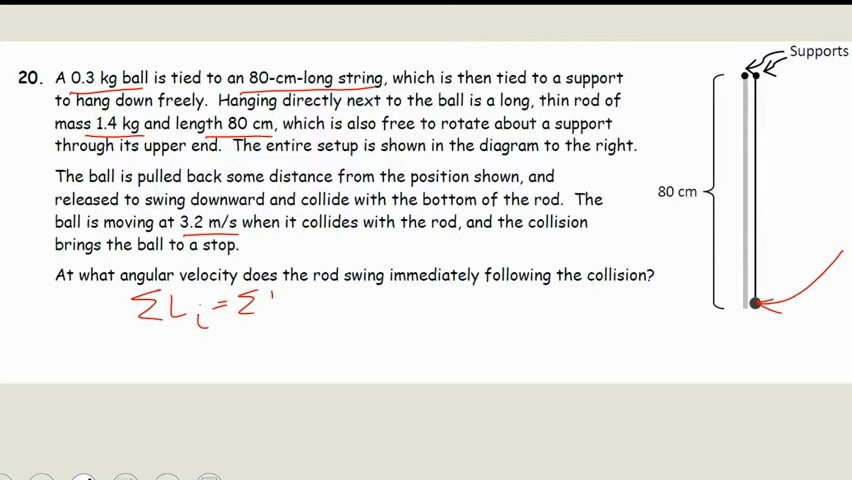 Supports
20. A 0.3 kg ball is tied to an 80-cm-long string, which is then tied to a support
to hang down freely. Hanging directly next to the ball is a long, thin rod of
mass 1.4 kg and length 80 cm, which is also free to rotate about a support
through its upper end. The entire setup is shown in the diagram to the right.
The ball is pulled back some distance from the position shown, and
released to swing downward and collide with the bottom of the rod. The
ball is moving at 3.2 m/s when it collides with the rod, and the collision
brings the ball to a stop.
80 cm
At what angular velocity does the rod swing immediately following the collision?
ΣLi = Σ